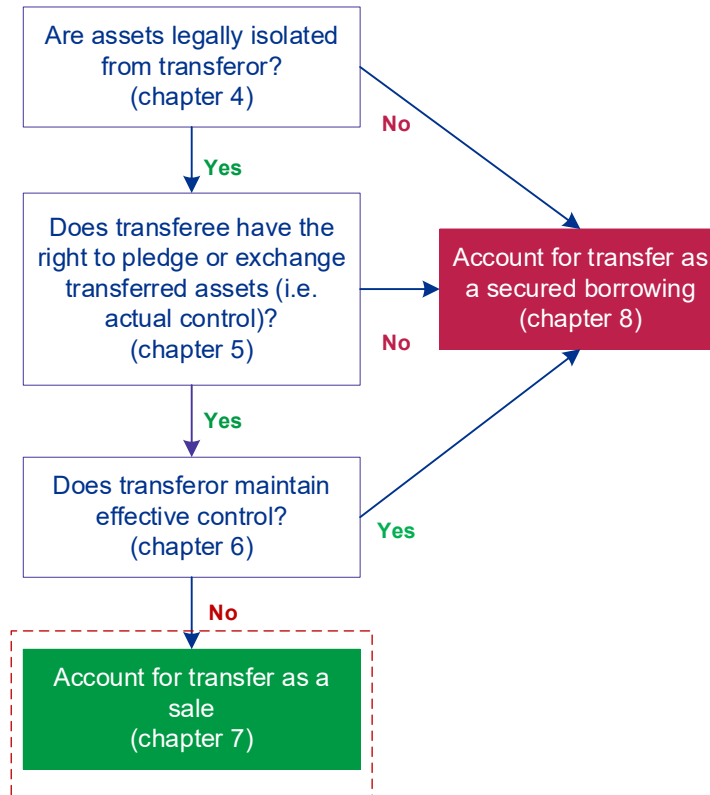 Are assets legally isolated
from transferor?
(chapter 4)
No
Yes
Does transferee have the
right to pledge or exchange
transferred assets (i.e.
actual control)?
(chapter 5)
Account for transfer as
a secured borrowing
(chapter 8)
No
Yes
Does transferor maintain
effective control?
(chapter 6)
Yes
No
Account for transfer as a
sale
(chapter 7)